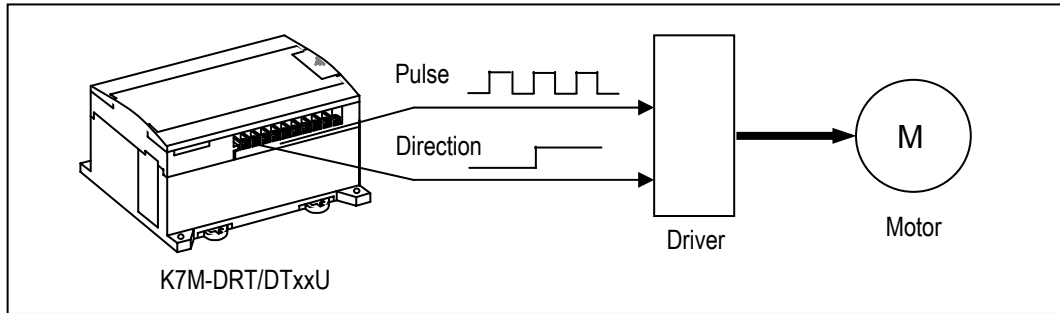 Pulse
Direction
M
Driver
Motor
K7M-DRT/DTxxU